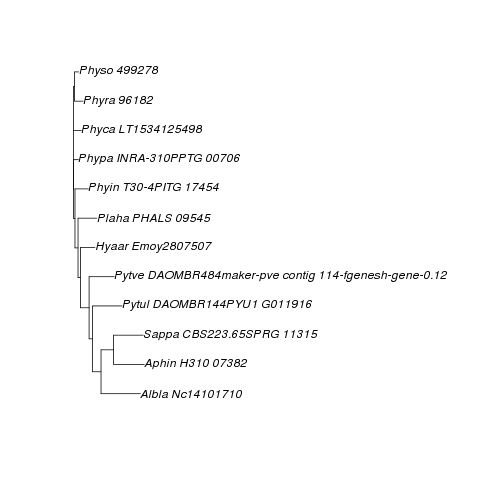 Physo 499278
Phyra 96182
Phyca LT1534125498
Phypa INRA-310PPTG 00706
Phyin T30-4PITG 17454
Plaha PHALS 09545
Hyaar Emoy2807507
Pytve DAOMBR484maker-pve contig 114-fgenesh-gene-0.12
Pytul DAOMBR144PYU1 G011916
Sappa CBS223.65SPRG 11315
Aphin H310 07382
Albla Nc14101710